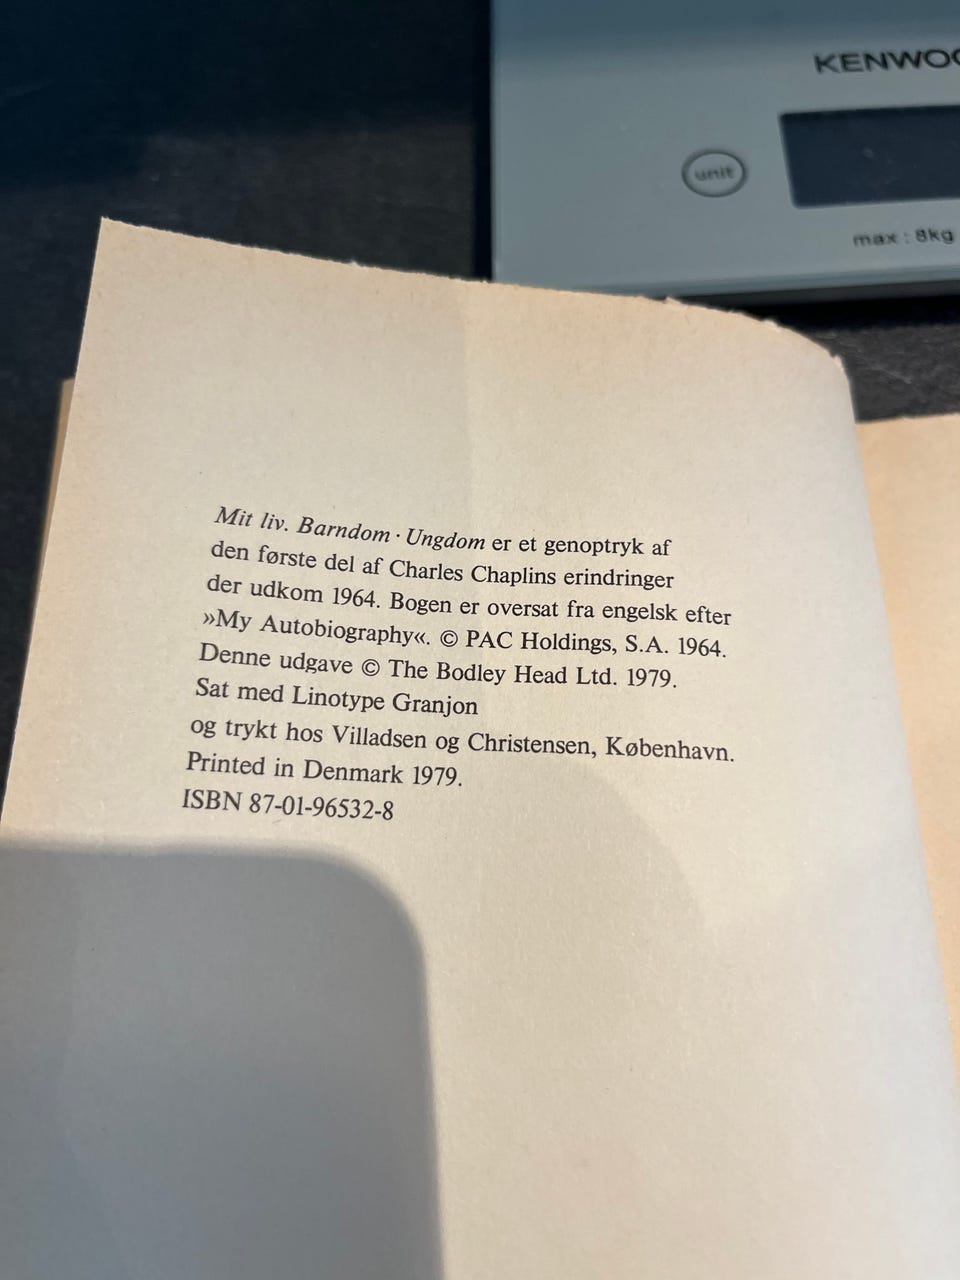 KENWOO
unit
max : 8kg
Mit liv. Barndom · Ungdom er et genoptryk af
den første del af Charles Chaplins erindringer
der udkom 1964. Bogen er oversat fra engelsk efter
»My Autobiography«. © PAC Holdings, S.A. 1964.
Denne udgave © The Bodley Head Ltd. 1979.
Sat med Linotype Granjon
og trykt hos Villadsen og Christensen, København.
Printed in Denmark 1979.
ISBN 87-01-96532-8